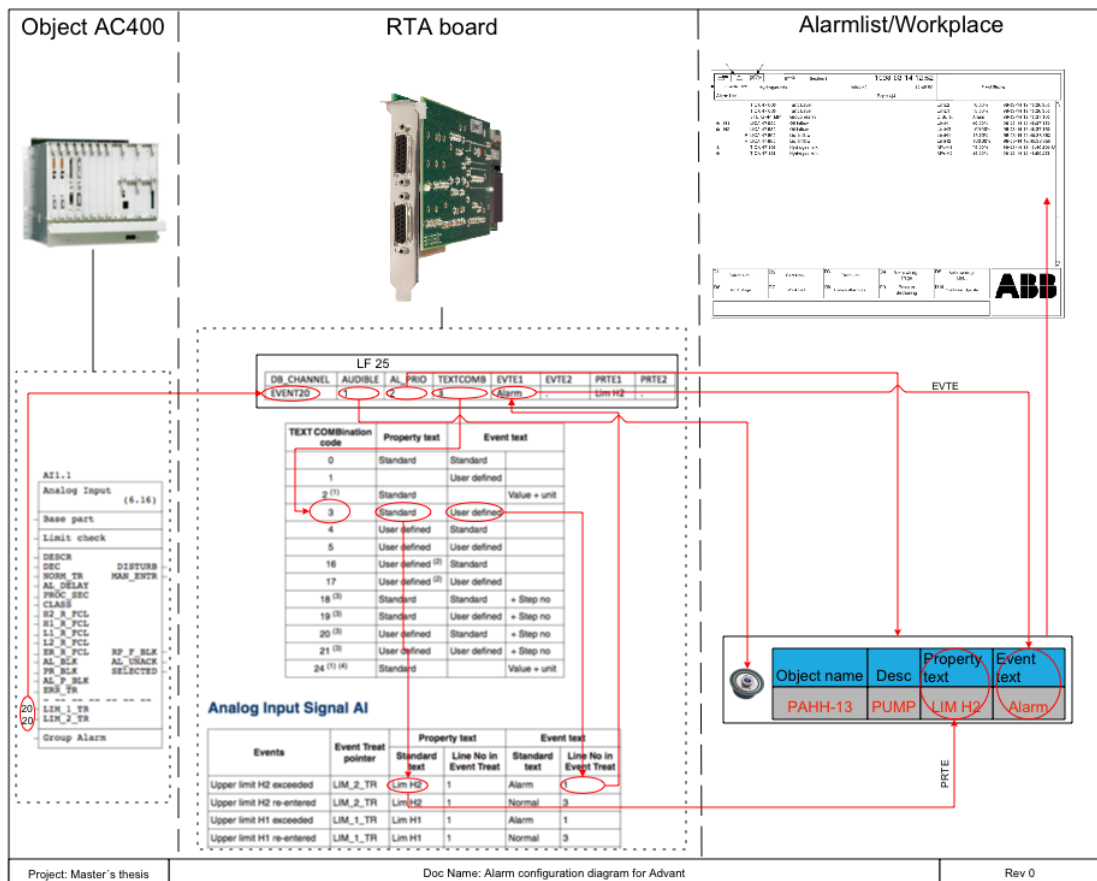 Object AC400
RTA board
Alarmlist/Workplace
1998-03-14 12:52
ABB
LF 25
DB_CHANNEL AUDIBLE AL_PRIO TEXTCOMB EVTE1 EVTE2 PRTE1 PRTE2
EVENT20 1 2 3 Alarm - Lim H2 -
EVTE
TEXT COMBination code Property text Event text
0 Standard Standard
1 User defined
2 (1) Standard Value + unit
3 Standard User defined
4 User defined Standard
5 User defined User defined
16 User defined (2) Standard
17 User defined (2) User defined
18 (3) Standard Standard + Step no
19 (3) Standard User defined + Step no
20 (3) User defined Standard + Step no
21 (3) User defined User defined + Step no
24 (1) (4) Standard Value + unit
AI1.1
Analog Input
(6.16)
Base part
Limit check
DESCR
DEC DISTURB
NORM_TR MAN_ENTR
AL_DELAY
PROC_SEC
CLASS
H2_R_FCL
H1_R_FCL
L1_R_FCL
L2_R_FCL
ER_R_FCL RP_F_BLK
AL_BLK AL_UNACK
PR_BLK SELECTED
AL_P_BLK
ERR_TR
20 LIM_1_TR
20 LIM_2_TR
Group Alarm
Analog Input Signal AI
Events Event Treat pointer Property text Event text
Standard text Line No in Event Treat Standard text Line No in Event Treat
Upper limit H2 exceeded LIM_2_TR Lim H2 1 Alarm 1
Upper limit H2 re-entered LIM_2_TR Lim H2 1 Normal 3
Upper limit H1 exceeded LIM_1_TR Lim H1 1 Alarm 1
Upper limit H1 re-entered LIM_1_TR Lim H1 1 Normal 3
Object name Desc Property text Event text
PAHH-13 PUMP LIM H2 Alarm
PRTE
Project: Master´s thesis
Doc Name: Alarm configuration diagram for Advant
Rev 0